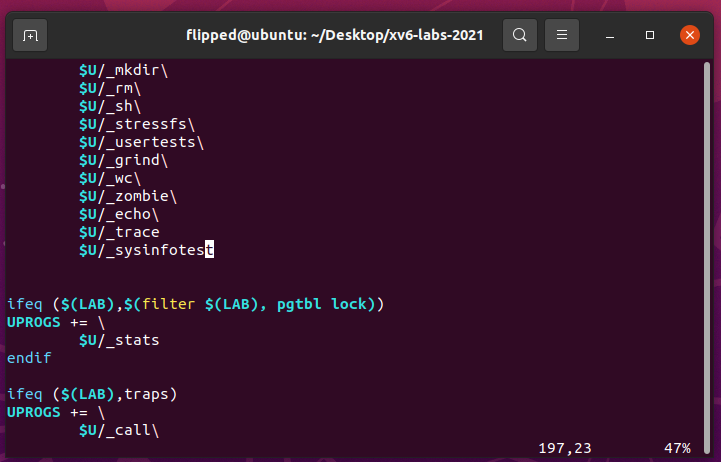 flipped@ubuntu: ~/Desktop/xv6-labs-2021
$U/_mkdir\
$U/_rm\
$U/_sh\
$U/_stressfs\
$U/_usertests\
$U/_grind\
$U/_wc\
$U/_zombie\
$U/_echo\
$U/_trace
$U/_sysinfotest
ifeq ($(LAB),$(filter $(LAB), pgtbl lock))
UPROGS += \
$U/_stats
endif
ifeq ($(LAB),traps)
UPROGS += \
$U/_call\
197,23 47%